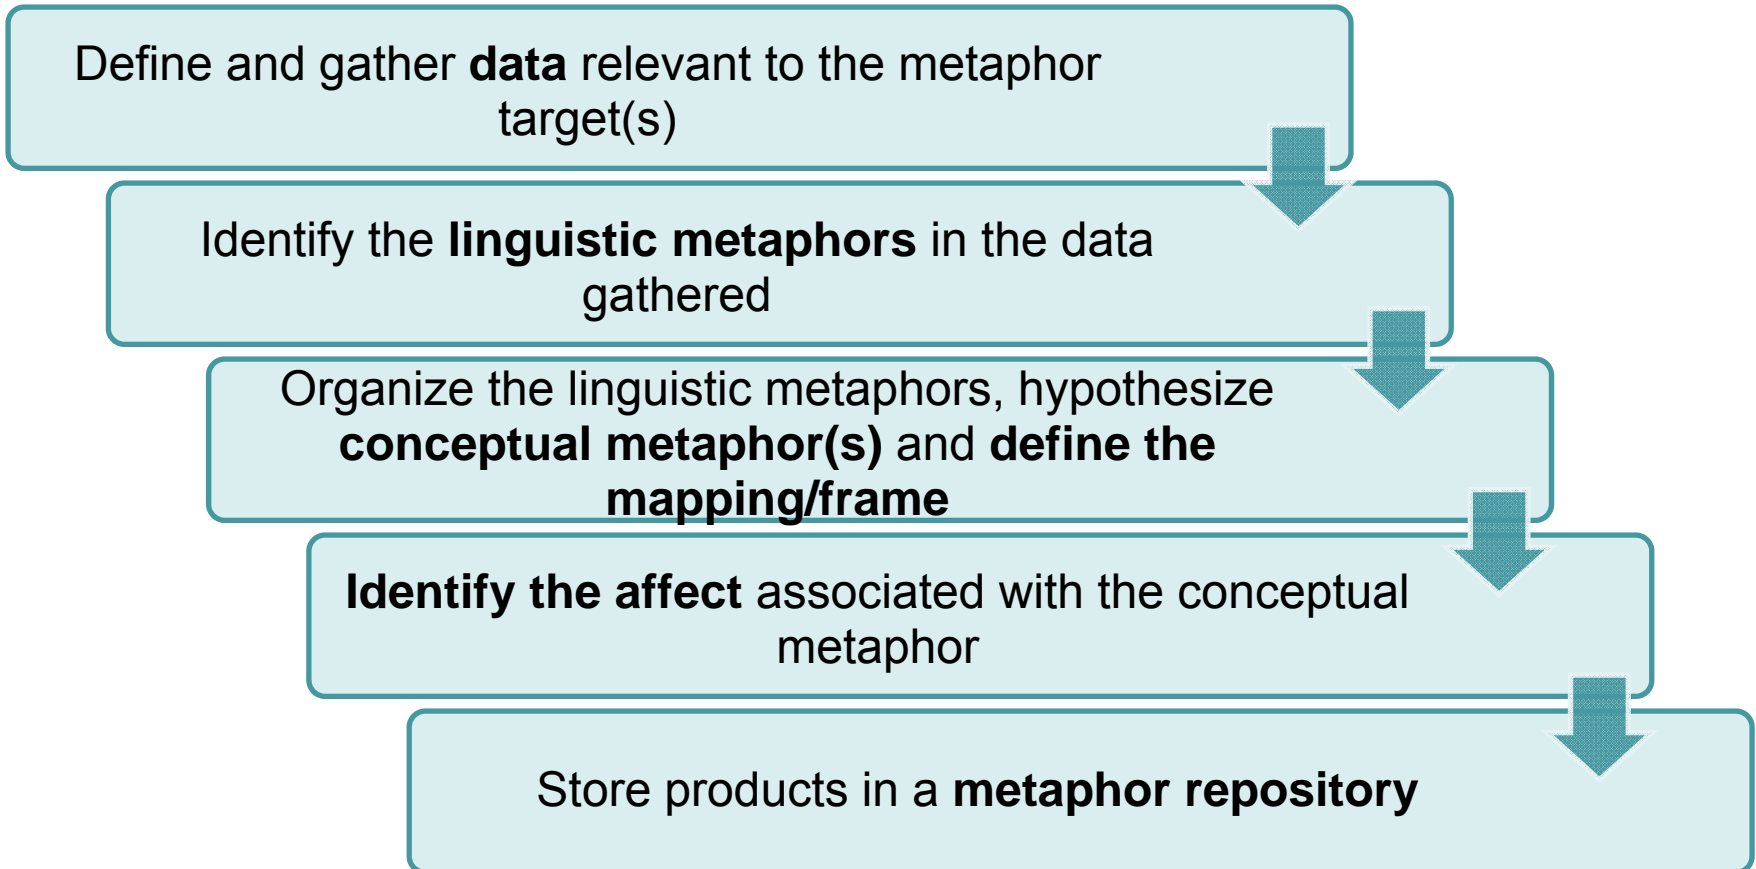 Define and gather data relevant to the metaphor
target(s)
Identify the linguistic metaphors in the data
gathered
Organize the linguistic metaphors, hypothesize
conceptual metaphor(s) and define the
mapping/frame
Identify the affect associated with the conceptual
metaphor
Store products in a metaphor repository